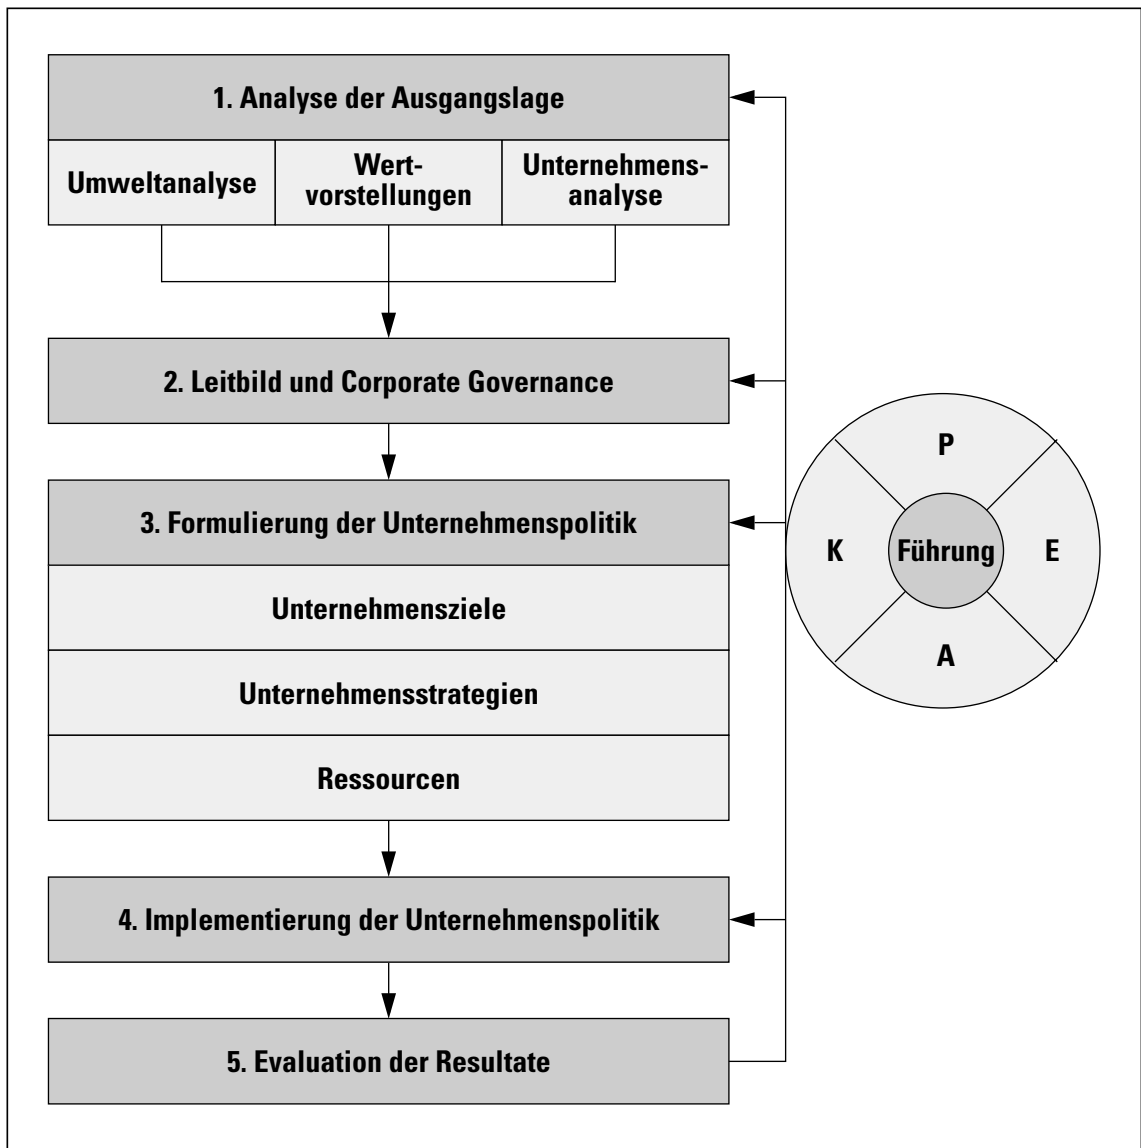 1. Analyse der Ausgangslage
Umweltanalyse
Wert-
vorstellungen
Unternehmens-
analyse
2. Leitbild und Corporate Governance
3. Formulierung der Unternehmenspolitik
Unternehmensziele
Unternehmensstrategien
Ressourcen
4. Implementierung der Unternehmenspolitik
5. Evaluation der Resultate
P
K
Führung
E
A